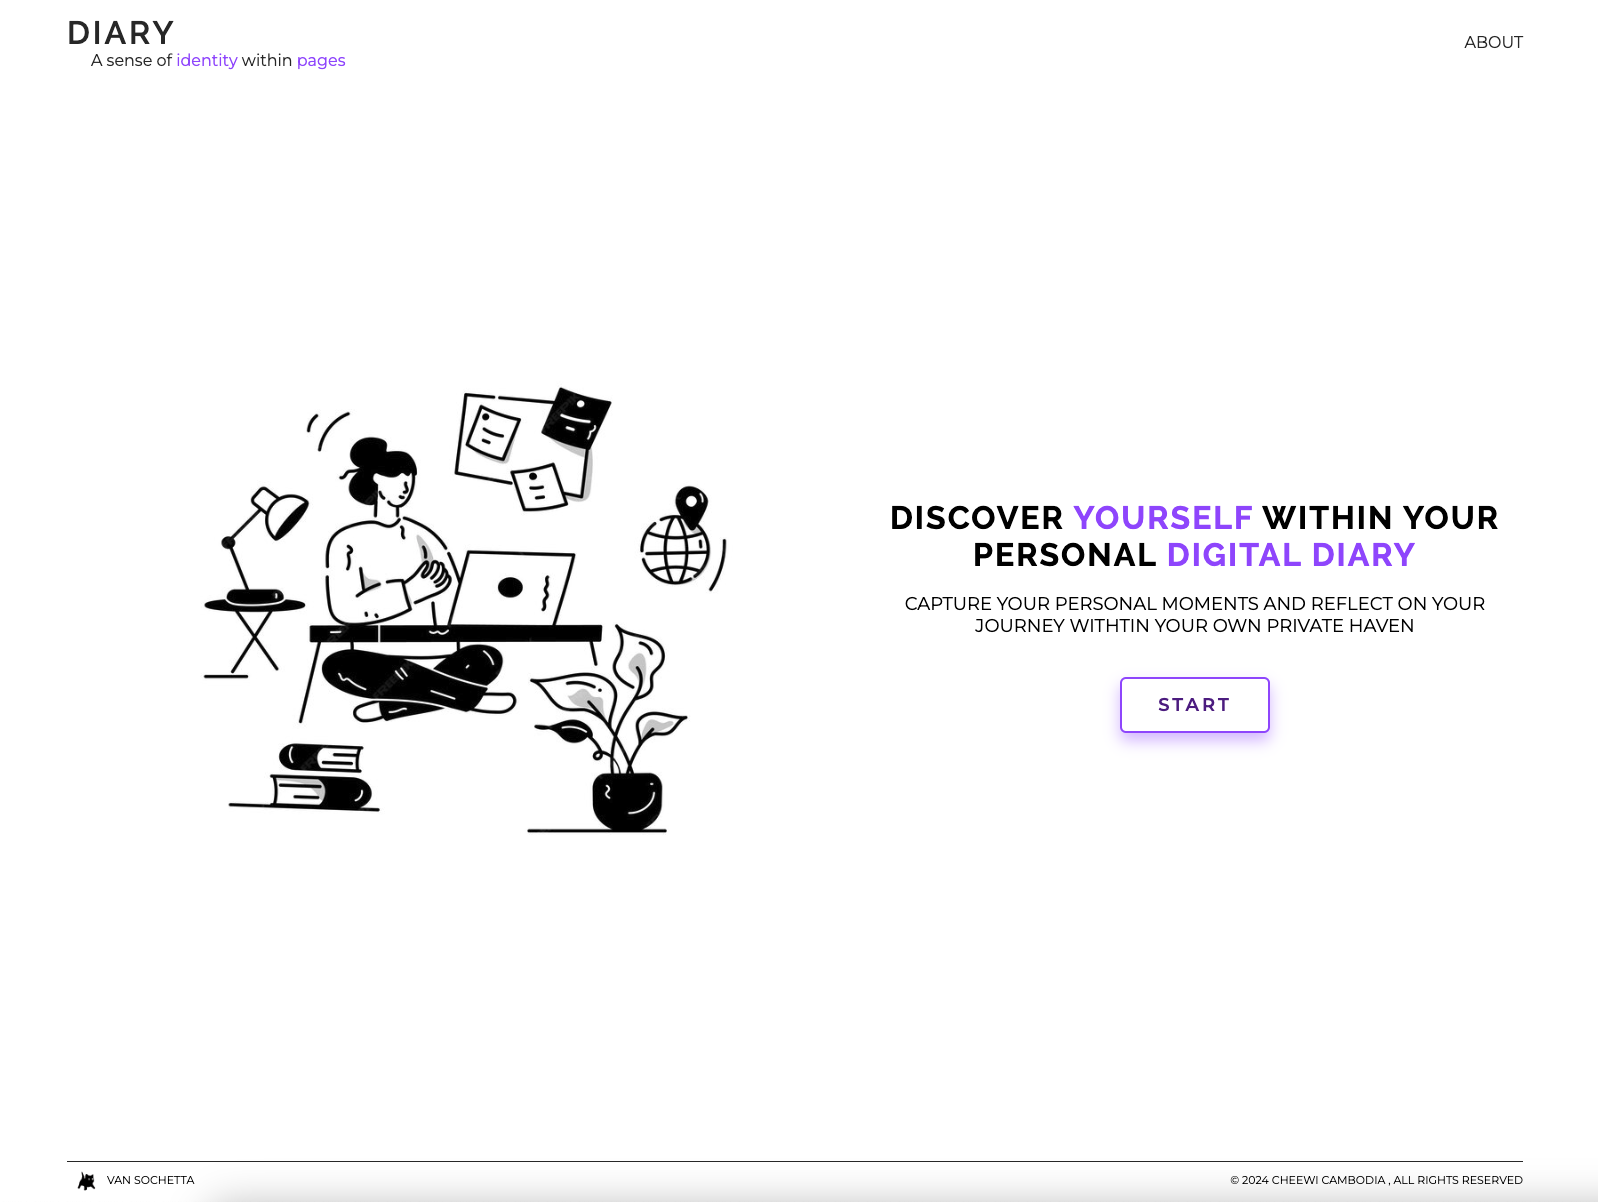 DIARY
A sense of identity within pages
ABOUT
DISCOVER YOURSELF WITHIN YOUR
PERSONAL DIGITAL DIARY
CAPTURE YOUR PERSONAL MOMENTS AND REFLECT ON YOUR
JOURNEY WITHTIN YOUR OWN PRIVATE HAVEN
START
VAN SOCHETTA
© 2024 CHEEWI CAMBODIA , ALL RIGHTS RESERVED